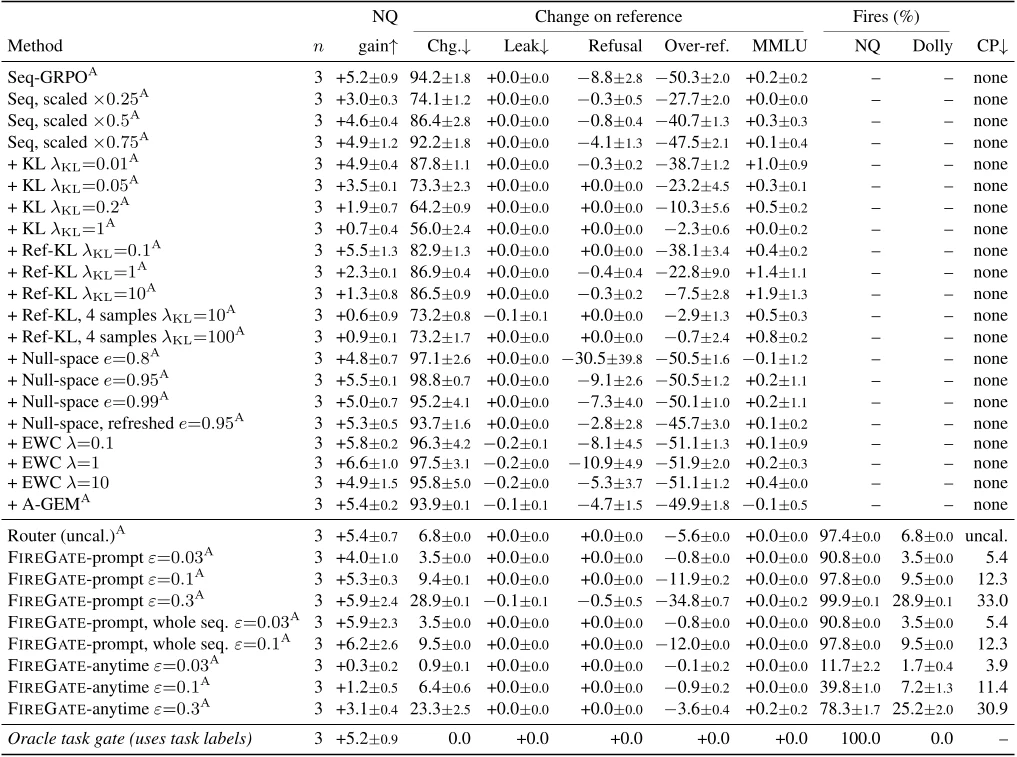 NQ Change on reference Fires (%)
Method n gain↑ Chg.↓ Leak↓ Refusal Over-ref. MMLU NQ Dolly CP↓
Seq-GRPO^A 3 +5.2±0.9 94.2±1.8 +0.0±0.0 −8.8±2.8 −50.3±2.0 +0.2±0.2 – – none
Seq, scaled ×0.25^A 3 +3.0±0.3 74.1±1.2 +0.0±0.0 −0.3±0.5 −27.7±2.0 +0.0±0.0 – – none
Seq, scaled ×0.5^A 3 +4.6±0.4 86.4±2.8 +0.0±0.0 −0.8±0.4 −40.7±1.3 +0.3±0.3 – – none
Seq, scaled ×0.75^A 3 +4.9±1.2 92.2±1.8 +0.0±0.0 −4.1±1.3 −47.5±2.1 +0.1±0.4 – – none
+ KL λKL=0.01^A 3 +4.9±0.4 87.8±1.1 +0.0±0.0 −0.3±0.2 −38.7±1.2 +1.0±0.9 – – none
+ KL λKL=0.05^A 3 +3.5±0.1 73.3±2.3 +0.0±0.0 +0.0±0.0 −23.2±4.5 +0.3±0.1 – – none
+ KL λKL=0.2^A 3 +1.9±0.7 64.2±0.9 +0.0±0.0 +0.0±0.0 −10.3±5.6 +0.5±0.2 – – none
+ KL λKL=1^A 3 +0.7±0.4 56.0±2.4 +0.0±0.0 +0.0±0.0 −2.3±0.6 +0.0±0.2 – – none
+ Ref-KL λKL=0.1^A 3 +5.5±1.3 82.9±1.3 +0.0±0.0 +0.0±0.0 −38.1±3.4 +0.4±0.2 – – none
+ Ref-KL λKL=1^A 3 +2.3±0.1 86.9±0.4 +0.0±0.0 −0.4±0.4 −22.8±9.0 +1.4±1.1 – – none
+ Ref-KL λKL=10^A 3 +1.3±0.8 86.5±0.9 +0.0±0.0 −0.3±0.2 −7.5±2.8 +1.9±1.3 – – none
+ Ref-KL, 4 samples λKL=10^A 3 +0.6±0.9 73.2±0.8 −0.1±0.1 +0.0±0.0 −2.9±1.3 +0.5±0.3 – – none
+ Ref-KL, 4 samples λKL=100^A 3 +0.9±0.1 73.2±1.7 +0.0±0.0 +0.0±0.0 −0.7±2.4 +0.8±0.2 – – none
+ Null-space e=0.8^A 3 +4.8±0.7 97.1±2.6 +0.0±0.0 −30.5±39.8 −50.5±1.6 −0.1±1.2 – – none
+ Null-space e=0.95^A 3 +5.5±0.1 98.8±0.7 +0.0±0.0 −9.1±2.6 −50.5±1.2 +0.2±1.1 – – none
+ Null-space e=0.99^A 3 +5.0±0.7 95.2±4.1 +0.0±0.0 −7.3±4.0 −50.1±1.0 +0.2±1.1 – – none
+ Null-space, refreshed e=0.95^A 3 +5.3±0.5 93.7±1.6 +0.0±0.0 −2.8±2.8 −45.7±3.0 +0.1±0.2 – – none
+ EWC λ=0.1 3 +5.8±0.2 96.3±4.2 −0.2±0.1 −8.1±4.5 −51.1±1.3 +0.1±0.9 – – none
+ EWC λ=1 3 +6.6±1.0 97.5±3.1 −0.2±0.0 −10.9±4.9 −51.9±2.0 +0.2±0.3 – – none
+ EWC λ=10 3 +4.9±1.5 95.8±5.0 −0.2±0.0 −5.3±3.7 −51.1±1.2 +0.4±0.0 – – none
+ A-GEM^A 3 +5.4±0.2 93.9±0.1 −0.1±0.1 −4.7±1.5 −49.9±1.8 −0.1±0.5 – – none
Router (uncal.)^A 3 +5.4±0.7 6.8±0.0 +0.0±0.0 +0.0±0.0 −5.6±0.0 +0.0±0.0 97.4±0.0 6.8±0.0 uncal.
FIREGATE-prompt ε=0.03^A 3 +4.0±1.0 3.5±0.0 +0.0±0.0 +0.0±0.0 −0.8±0.0 +0.0±0.0 90.8±0.0 3.5±0.0 5.4
FIREGATE-prompt ε=0.1^A 3 +5.3±0.3 9.4±0.1 +0.0±0.0 +0.0±0.0 −11.9±0.2 +0.0±0.0 97.8±0.0 9.5±0.0 12.3
FIREGATE-prompt ε=0.3^A 3 +5.9±2.4 28.9±0.1 −0.1±0.1 −0.5±0.5 −34.8±0.7 +0.0±0.2 99.9±0.1 28.9±0.1 33.0
FIREGATE-prompt, whole seq. ε=0.03^A 3 +5.9±2.3 3.5±0.0 +0.0±0.0 +0.0±0.0 −0.8±0.0 +0.0±0.0 90.8±0.0 3.5±0.0 5.4
FIREGATE-prompt, whole seq. ε=0.1^A 3 +6.2±2.6 9.5±0.0 +0.0±0.0 +0.0±0.0 −12.0±0.0 +0.0±0.0 97.8±0.0 9.5±0.0 12.3
FIREGATE-anytime ε=0.03^A 3 +0.3±0.2 0.9±0.1 +0.0±0.0 +0.0±0.0 −0.1±0.2 +0.0±0.0 11.7±2.2 1.7±0.4 3.9
FIREGATE-anytime ε=0.1^A 3 +1.2±0.5 6.4±0.6 +0.0±0.0 +0.0±0.0 −0.9±0.2 +0.0±0.0 39.8±1.0 7.2±1.3 11.4
FIREGATE-anytime ε=0.3^A 3 +3.1±0.4 23.3±2.5 +0.0±0.0 +0.0±0.0 −3.6±0.4 +0.2±0.2 78.3±1.7 25.2±2.0 30.9
Oracle task gate (uses task labels) 3 +5.2±0.9 0.0 +0.0 +0.0 +0.0 +0.0 100.0 0.0 –